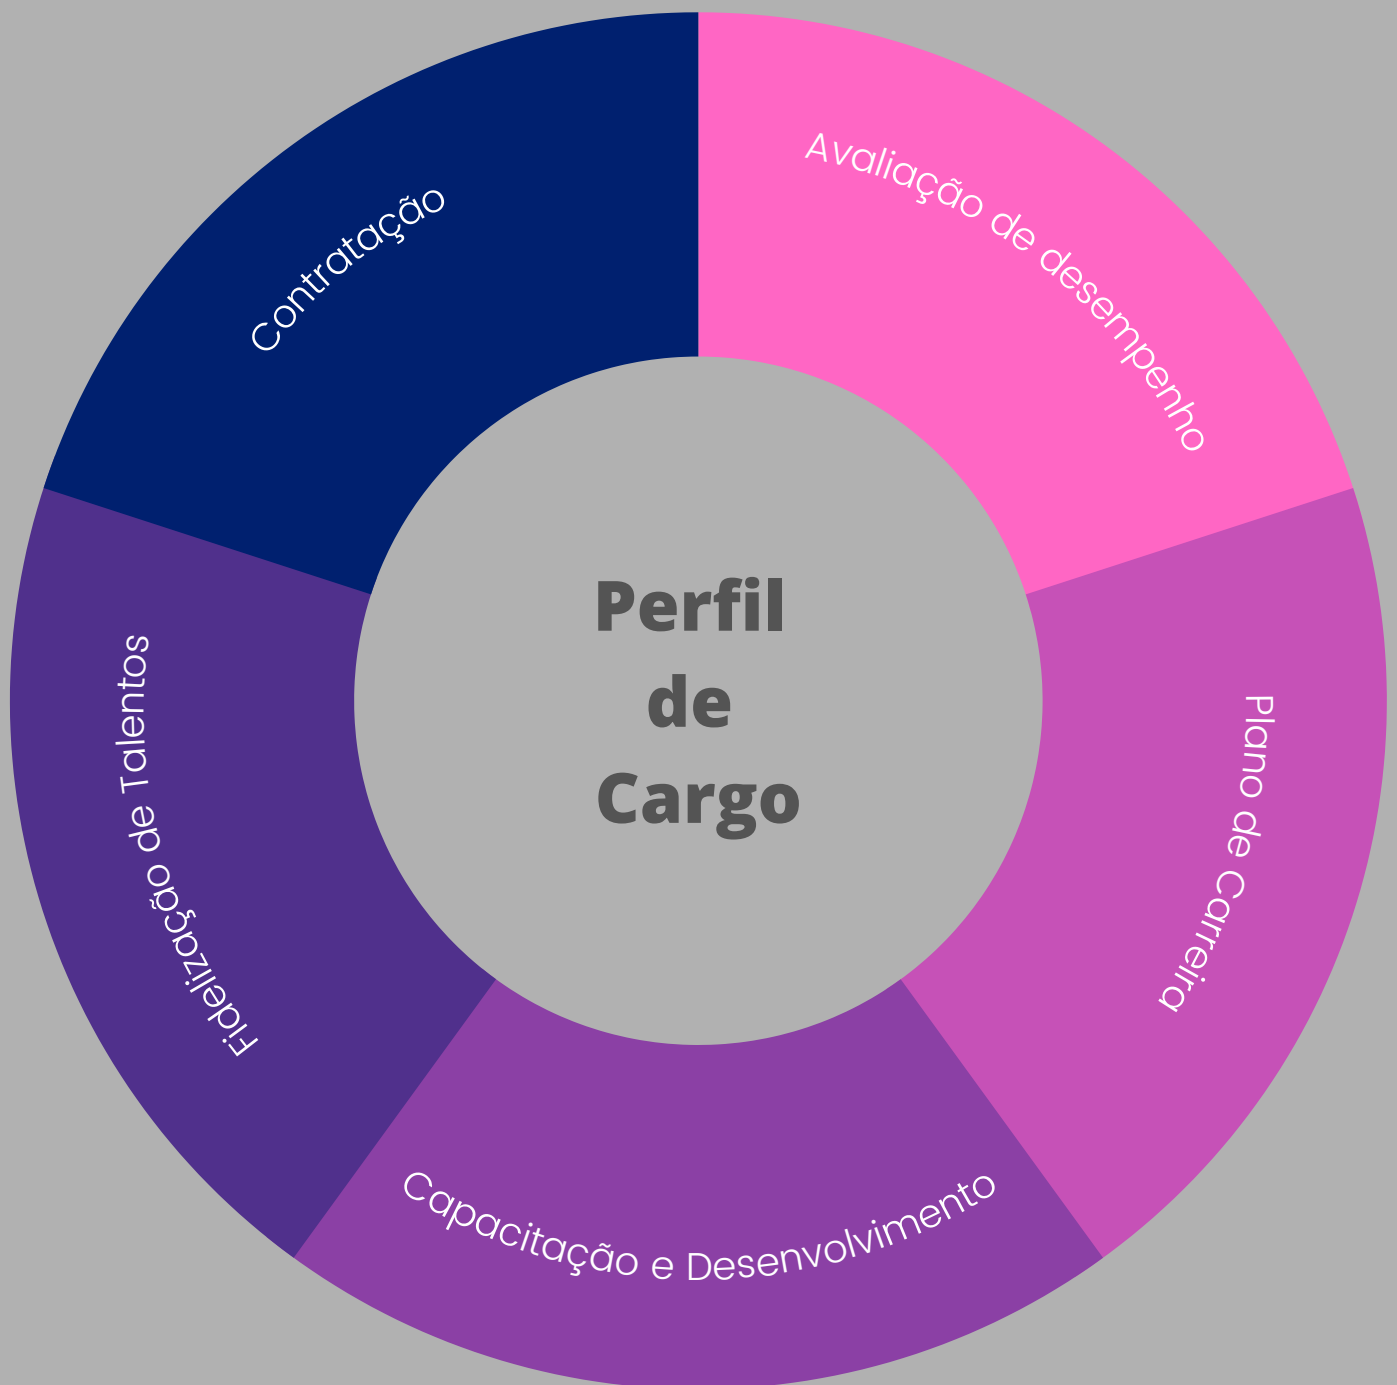 Contratação
Avaliação de desempenho
Perfil
de
Cargo
Fidelização de Talentos
Plano de Carreira
Capacitação e Desenvolvimento